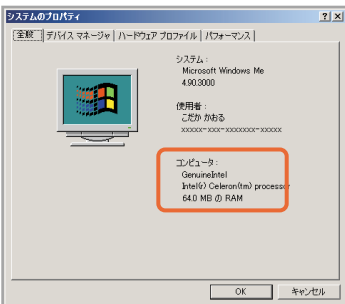 システムのプロパティ
全般 デバイス マネージャ ハードウェア プロファイル パフォーマンス
システム:
Microsoft Windows Me
4.90.3000
使用者:
こだか かおる
xxxxx-xxx-xxxxxxx-xxxxx
コンピュータ:
GenuineIntel
Intel(r) Celeron(tm) processor
64.0 MB の RAM
OK キャンセル